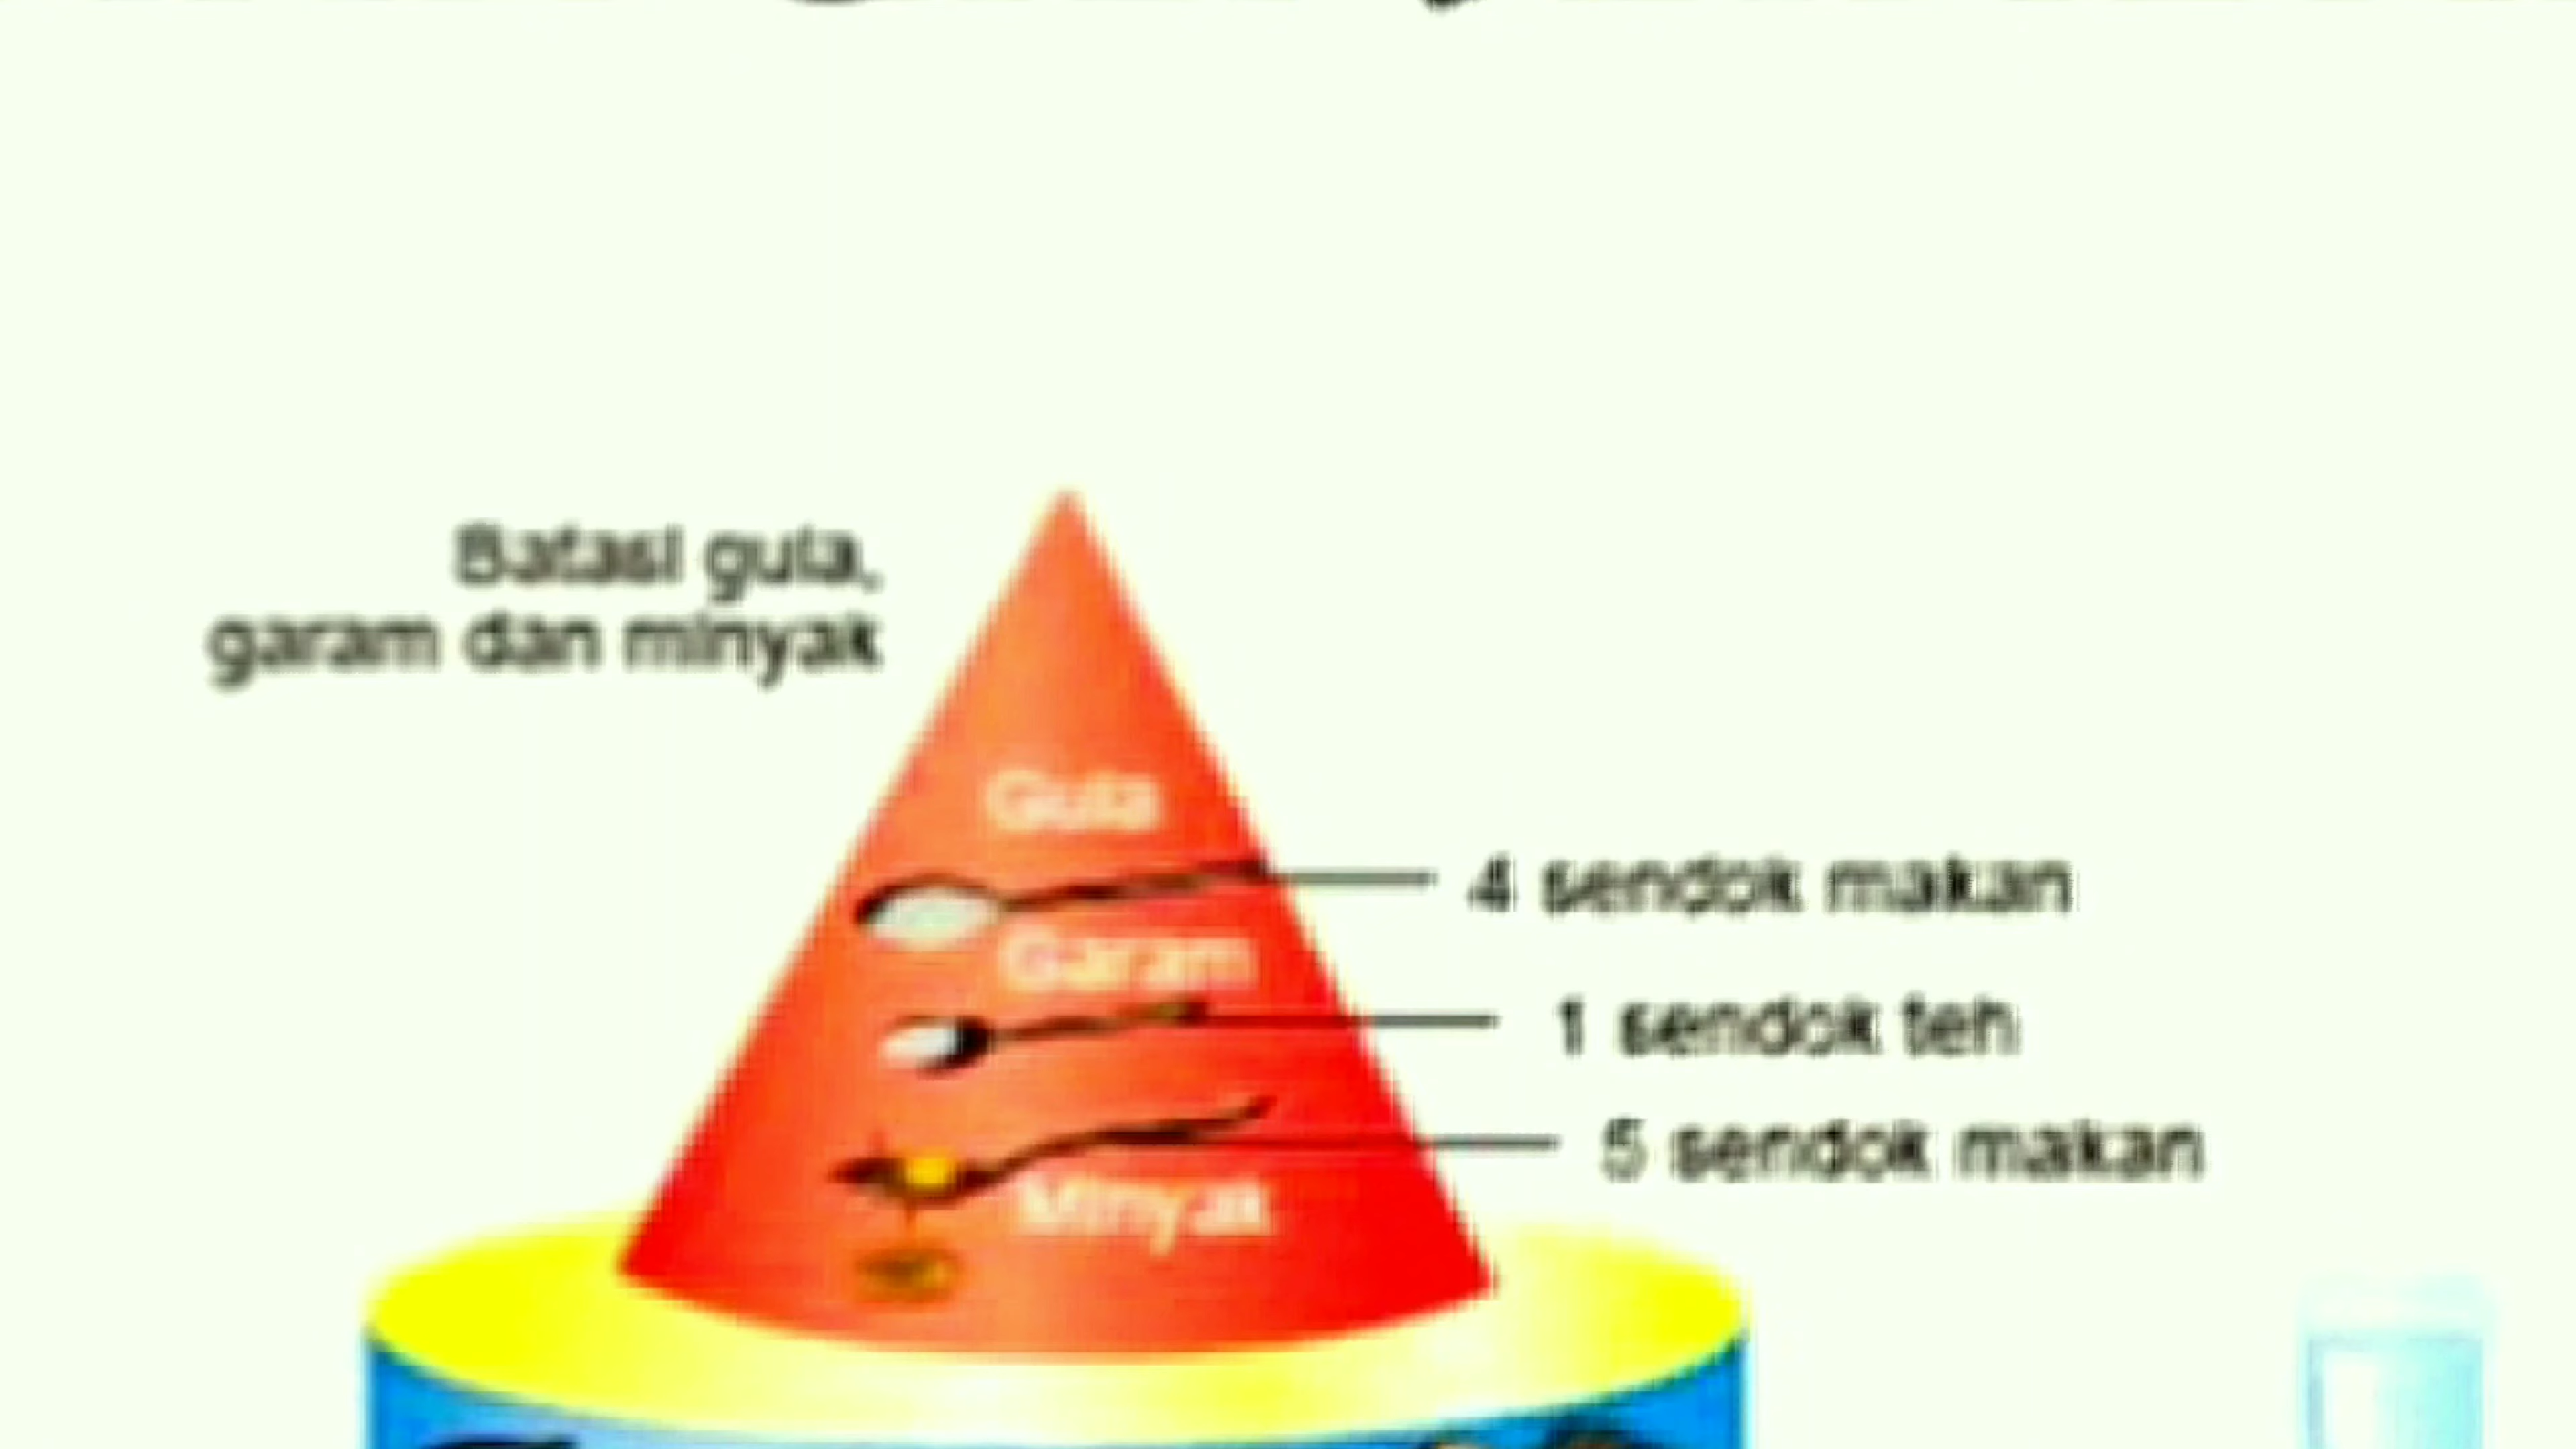 Batasi gula,
garam dan minyak
Gula
4 sendok makan
Garam
1 sendok teh
5 sendok makan
Minyak